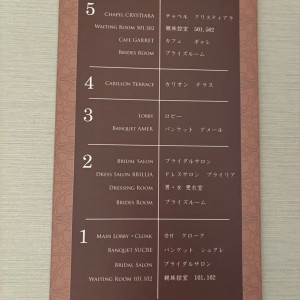 5
CHAPEL CRYSTIARA チャペル クリスティアラ
WAITING ROOM 501.502 親族控室 501,502
CAFE GARRET カフェ ギャレ
BRIDES ROOM ブライズルーム
4
CARILLON TERRACE カリオン テラス
3
LOBBY ロビー
BANQUET AMER バンケット アメール
2
BRIDAL SALON ブライダルサロン
DRESS SALON BRILLIA ドレスサロン ブライリア
DRESSING ROOM 男・女 更衣室
BRIDES ROOM ブライズルーム
1
MAIN LOBBY・CLOAK 受付 クローク
BANQUET SUCRE バンケット シュクレ
BRIDAL SALON ブライダルサロン
WAITING ROOM 101.102 親族控室 101,102